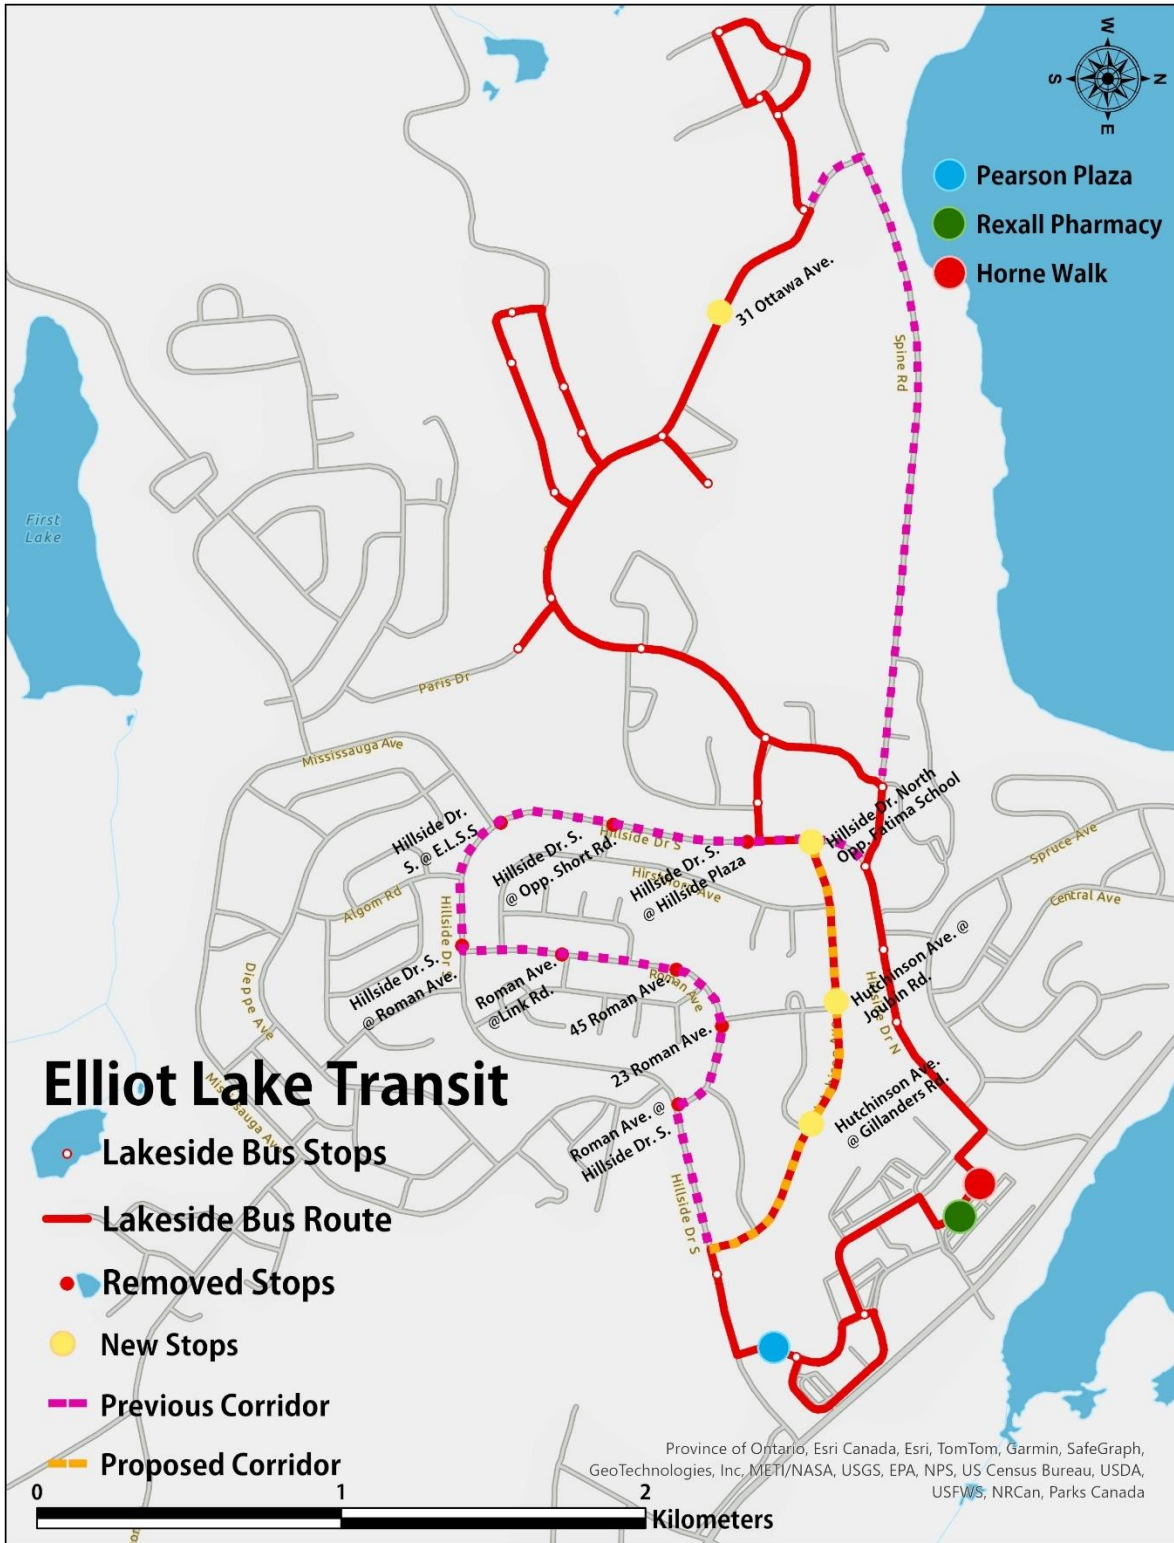 W
S
N
E
Pearson Plaza
Rexall Pharmacy
Horne Walk
31 Ottawa Ave.
Spine Rd
First
Lake
Paris Dr
Mississauga Ave
Hillside Dr. North
Opp. Fatima School
Hillside Dr.
S. @ E.L.S.S
Hillside Dr. S.
@ Opp. Short Rd.
Hillside Dr S
Hillside Dr. S.
@ Hillside Plaza
Spruce Ave
Central Ave
Algom Rd
Hillside Dr S
Hillside Dr. S.
@ Roman Ave.
Roman Ave.
@Link Rd.
45 Roman Ave.
Roman Ave
23 Roman Ave.
Hutchinson Ave. @
Joubin Rd.
Hillside Dr N
Dieppe Ave
Hutchinson Ave.
@ Gillanders Rd.
Roman Ave. @
Hillside Dr. S.
Hillside Dr S
Mississauga Ave
Elliot Lake Transit
Lakeside Bus Stops
Lakeside Bus Route
Removed Stops
New Stops
Previous Corridor
Proposed Corridor
0 1 2
Kilometers
Province of Ontario, Esri Canada, Esri, TomTom, Garmin, SafeGraph,
GeoTechnologies, Inc, METI/NASA, USGS, EPA, NPS, US Census Bureau, USDA,
USFWS, NRCan, Parks Canada